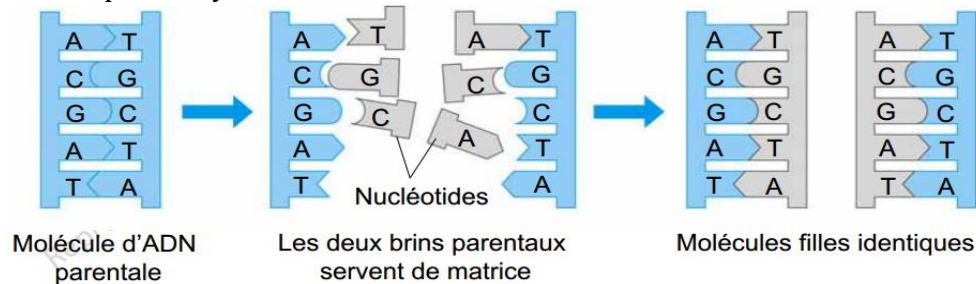 A T A T A T A T A T
C G C G C G C G C G
G C G C G C G C G C
A T A A T A T A T
T A T A T A T A
Nucléotides
Molécule d'ADN parentale
Les deux brins parentaux servent de matrice
Molécules filles identiques